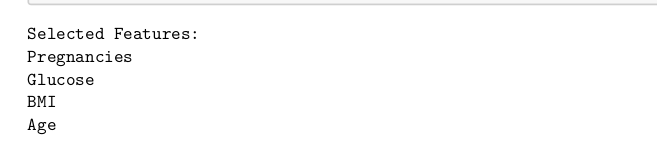 Selected Features:
Pregnancies
Glucose
BMI
Age